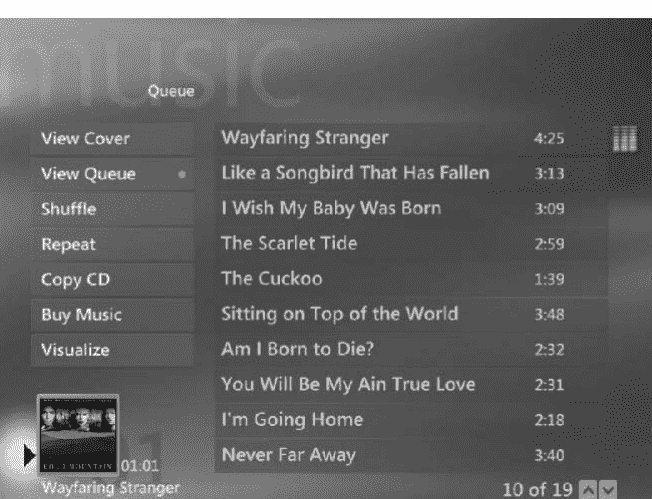 music
Queue
View Cover
View Queue
Shuffle
Repeat
Copy CD
Buy Music
Visualize
Wayfaring Stranger 4:25
Like a Songbird That Has Fallen 3:13
I Wish My Baby Was Born 3:09
The Scarlet Tide 2:59
The Cuckoo 1:39
Sitting on Top of the World 3:48
Am I Born to Die? 2:32
You Will Be My Ain True Love 2:31
I'm Going Home 2:18
Never Far Away 3:40
COLD MOUNTAIN
01:01
Wayfaring Stranger
10 of 19